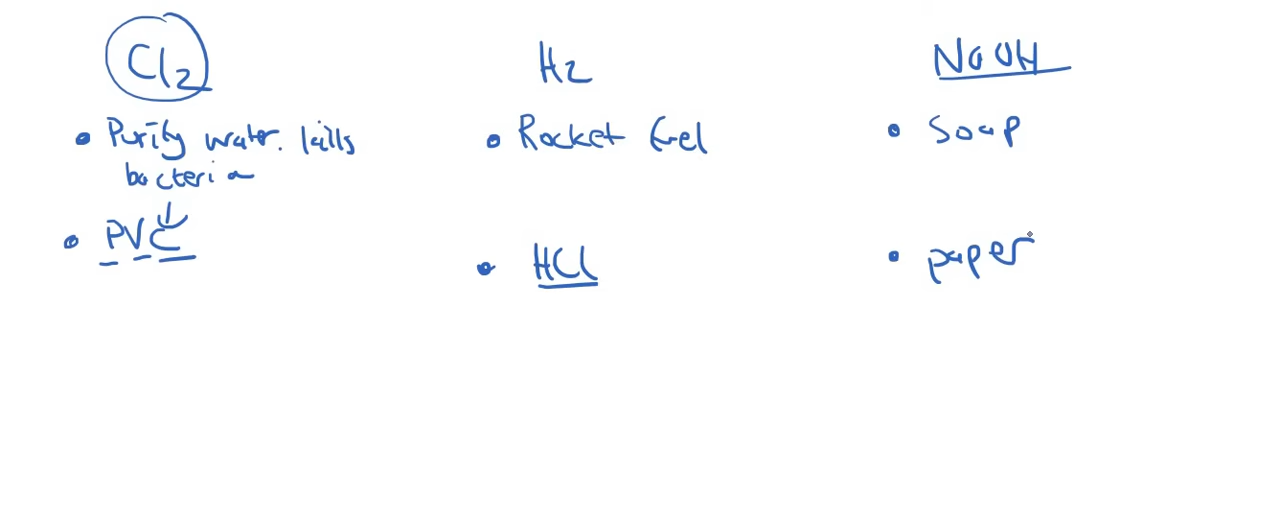 Cl2
• Purify water. kills
bacteria
• PVC
H2
• Rocket fuel
• HCl
NaOH
• Soap
• paper